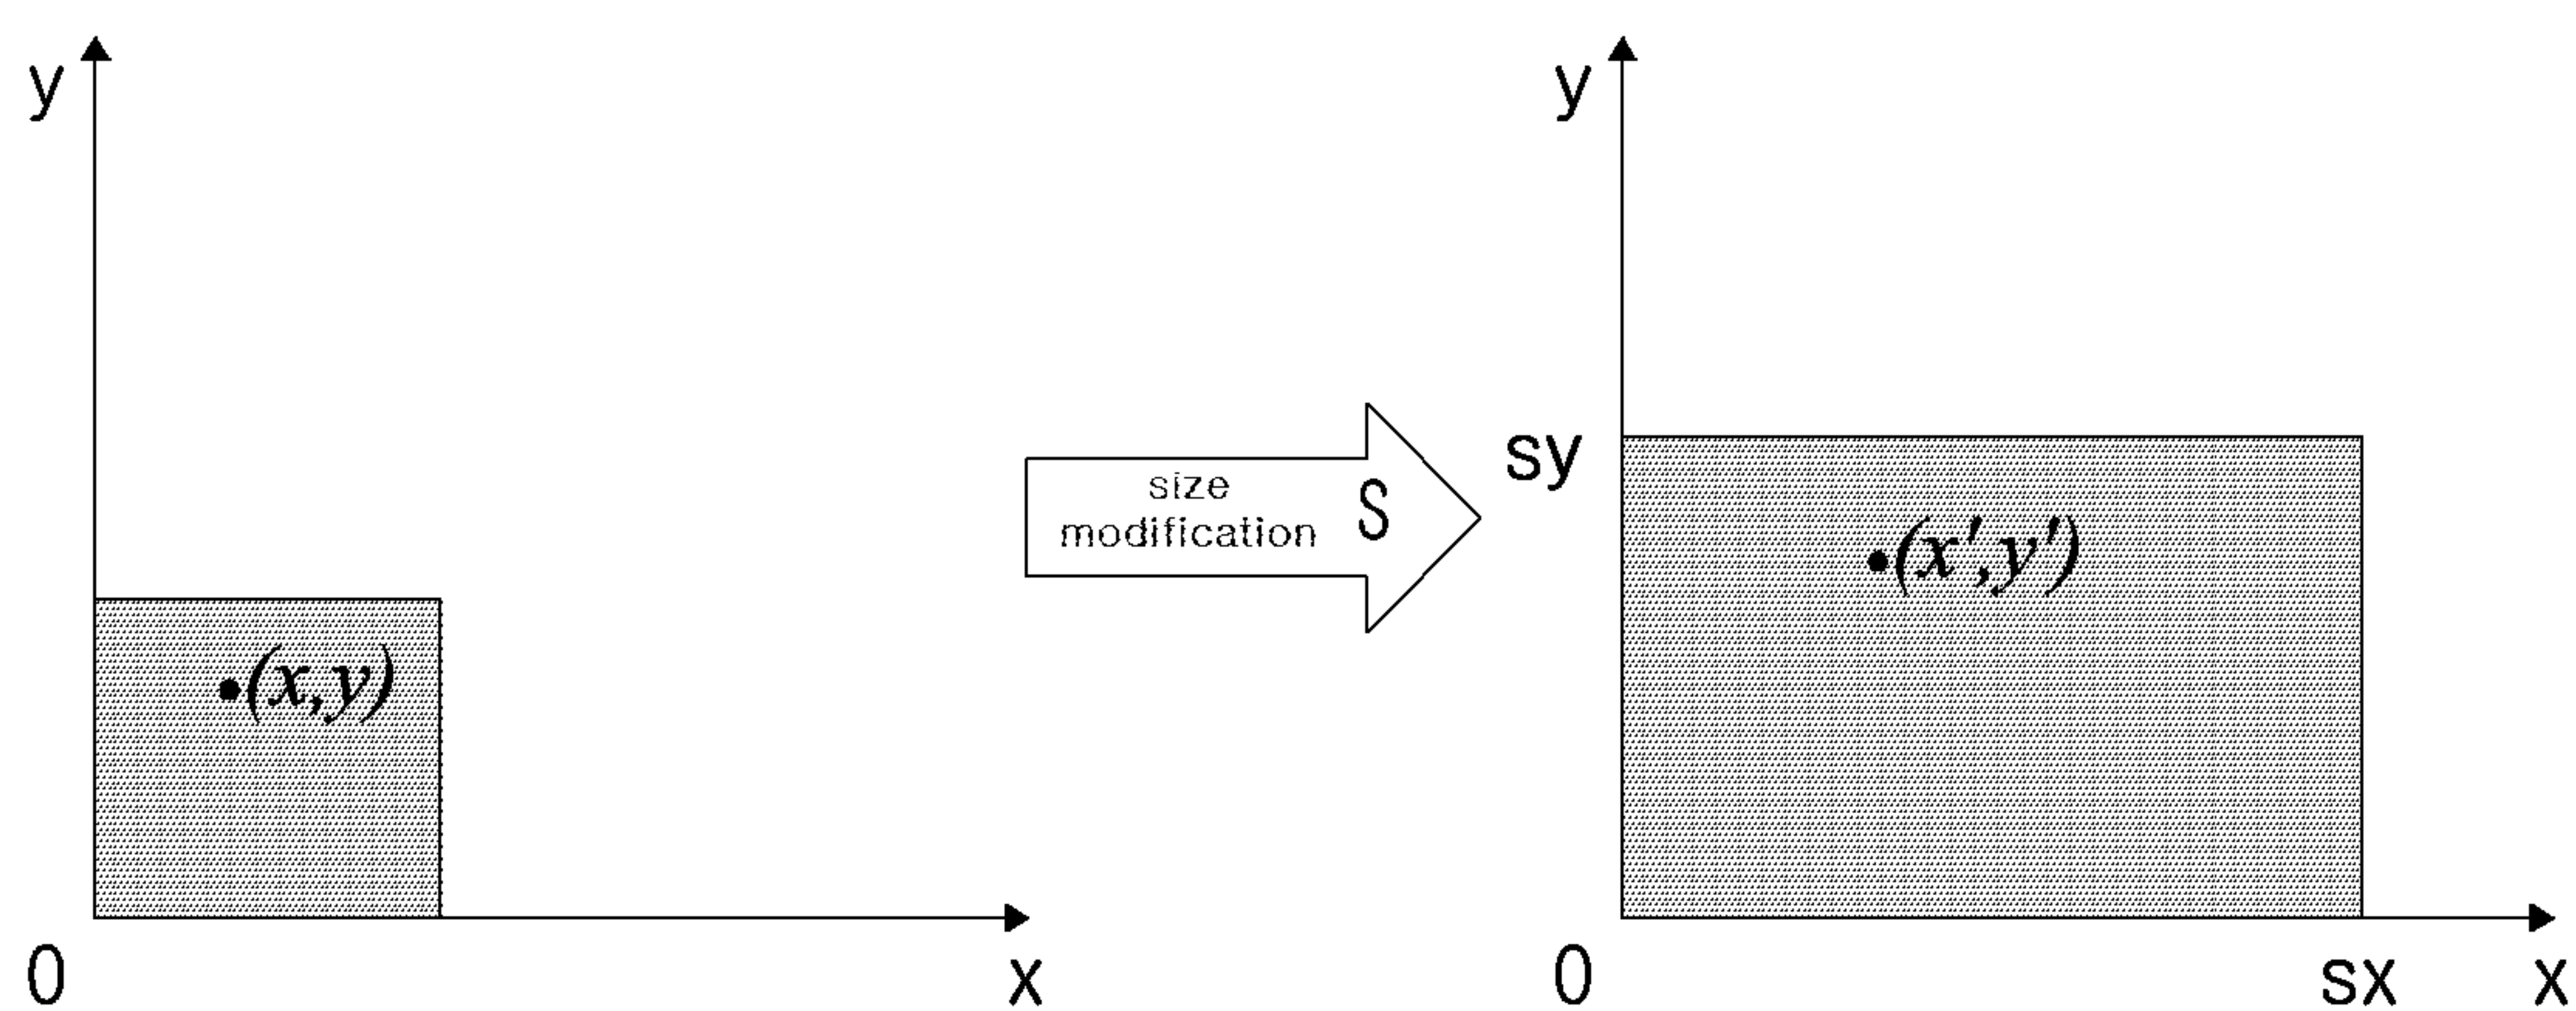 y
(x,y)
0
x
size
modification
S
y
sy
(x',y')
0
sx
x